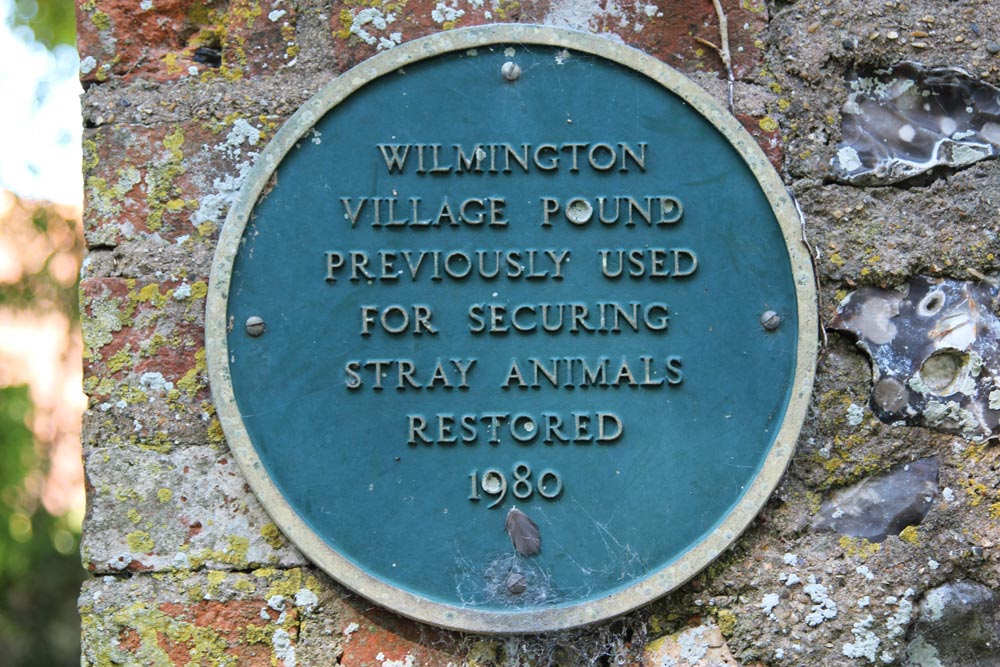 WILMINGTON
VILLAGE POUND
PREVIOUSLY USED
FOR SECURING
STRAY ANIMALS
RESTORED
1980